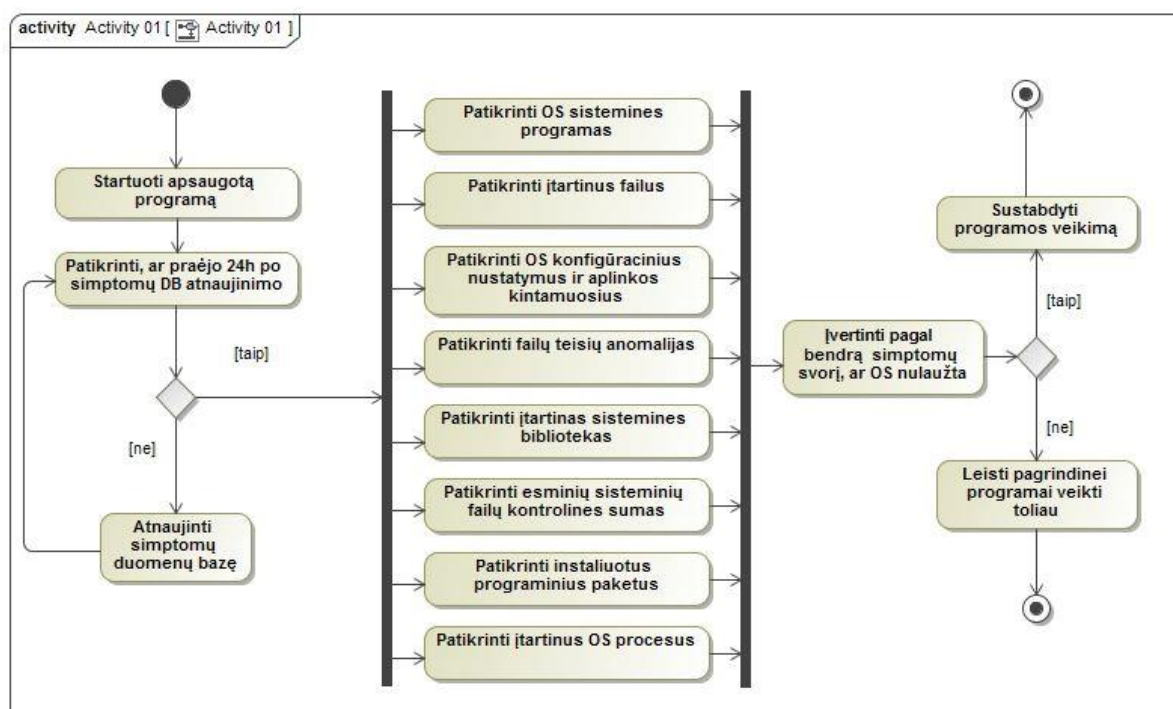 activity Activity 01 [ Activity 01 ]
Startuoti apsaugotą
programą
Patikrinti, ar praėjo 24h po
simptomų DB atnaujinimo
[taip]
[ne]
Atnaujinti
simptomų
duomenų bazę
Patikrinti OS sistemines
programas
Patikrinti įtartinus failus
Patikrinti OS konfigūracinius
nustatymus ir aplinkos
kintamuosius
Patikrinti failų teisių anomalijas
Patikrinti įtartinas sistemines
bibliotekas
Patikrinti esminių sisteminių
failų kontrolines sumas
Patikrinti instaliuotus
programinius paketus
Patikrinti įtartinus OS procesus
Įvertinti pagal
bendrą simptomų
svorį, ar OS nulaužta
Sustabdyti
programos veikimą
[taip]
[ne]
Leisti pagrindinei
programai veikti
toliau